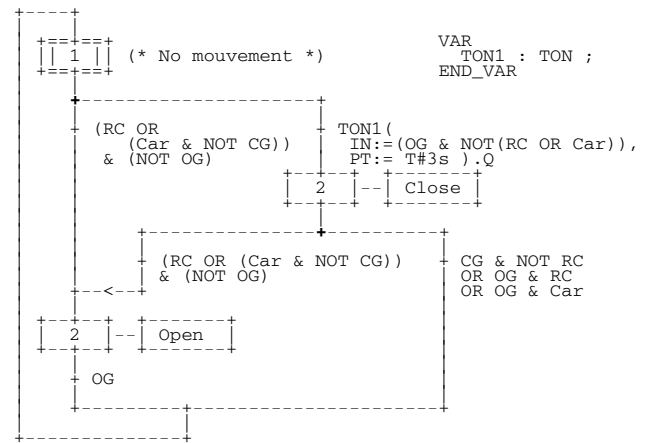 1 (* No mouvement *)
VAR
TON1 : TON ;
END_VAR
(RC OR
(Car & NOT CG))
& (NOT OG)
TON1(
IN:=(OG & NOT(RC OR Car)),
PT:= T#3s ).Q
2 Close
(RC OR (Car & NOT CG))
& (NOT OG)
CG & NOT RC
OR OG & RC
OR OG & Car
2 Open
OG